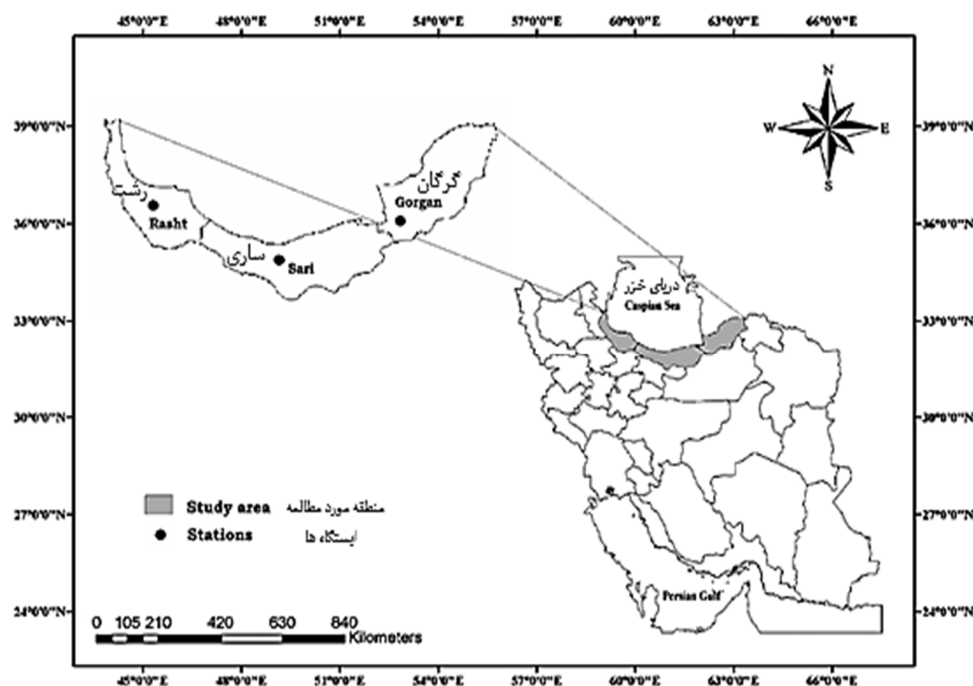 45°0'0"E 48°0'0"E 51°0'0"E 54°0'0"E 57°0'0"E 60°0'0"E 63°0'0"E 66°0'0"E
N
W E
S
39°0'0"N 39°0'0"N
گرگان
Gorgan
رشت
Rasht
36°0'0"N 36°0'0"N
ساری
Sari
دریای خزر
Caspian Sea
33°0'0"N 33°0'0"N
30°0'0"N 30°0'0"N
Study area منطقه مورد مطالعه
27°0'0"N 27°0'0"N
Stations ایستگاه ها
Persian Gulf
24°0'0"N 24°0'0"N
0 105 210 420 630 840
Kilometers
45°0'0"E 48°0'0"E 51°0'0"E 54°0'0"E 57°0'0"E 60°0'0"E 63°0'0"E 66°0'0"E